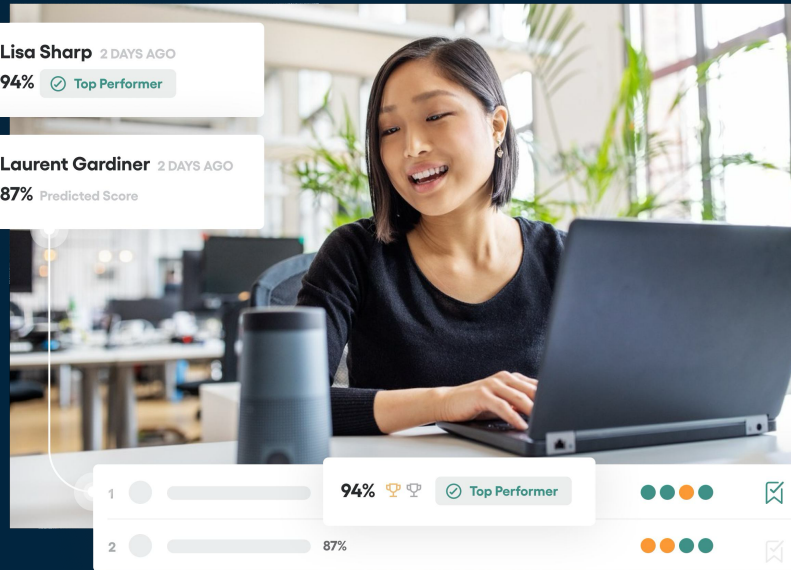 Lisa Sharp 2 DAYS AGO
94% Top Performer
Laurent Gardiner 2 DAYS AGO
87% Predicted Score
1 94% Top Performer
2 87%